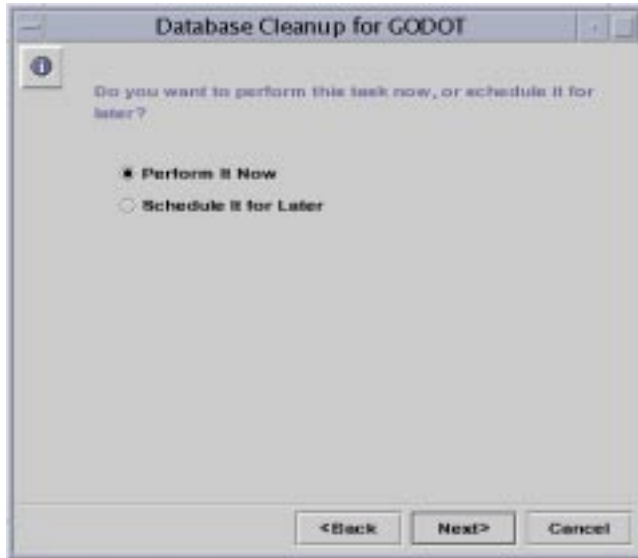 Database Cleanup for GODOT
Do you want to perform this task now, or schedule it for
later?
Perform It Now
Schedule It for Later
<Back
Next>
Cancel